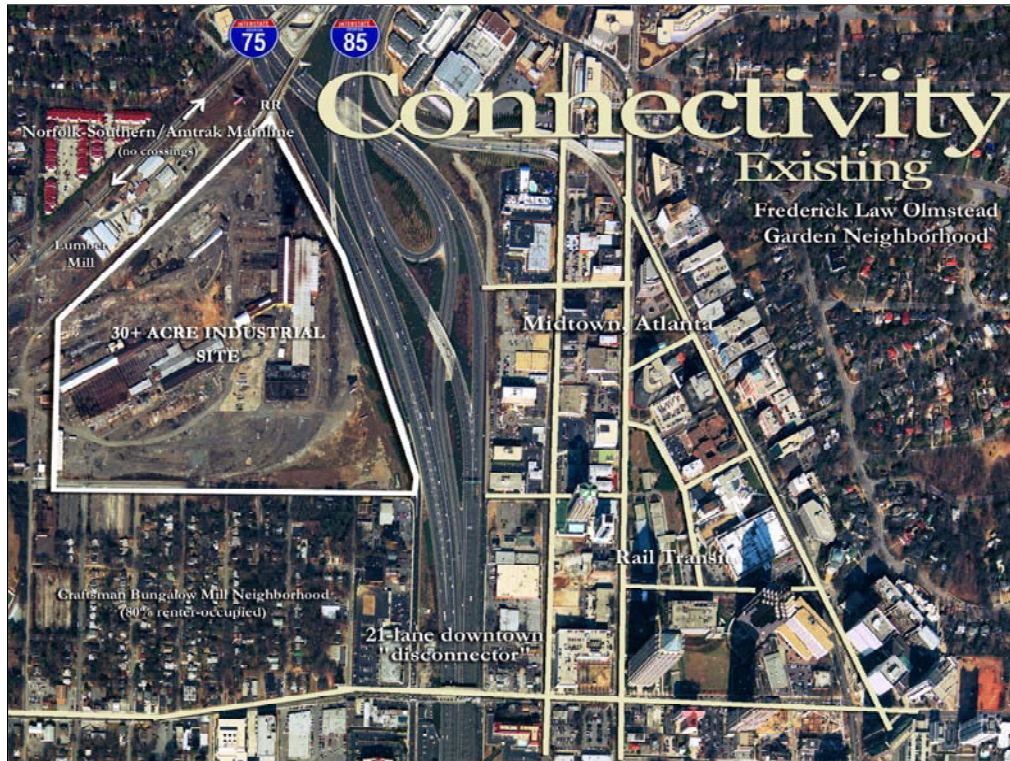 INTERSTATE
75
INTERSTATE
85
Connectivity
Existing
RR
Norfolk-Southern/Amtrak Mainline
(no crossings)
Frederick Law Olmstead
Garden Neighborhood
Lumber
Mill
30+ ACRE INDUSTRIAL
SITE
Midtown, Atlanta
Rail Transit
Craftsman Bungalow Mill Neighborhood
(80% renter-occupied)
21-lane downtown
"disconnector"